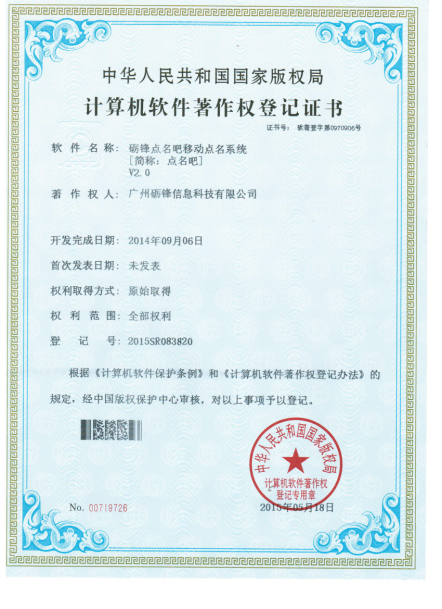 中华人民共和国国家版权局
计算机软件著作权登记证书
证书号： 软著登字第0970906号
软件名称： 砺锋点名吧移动点名系统
[简称：点名吧]
V2.0
著作权人： 广州砺锋信息科技有限公司
开发完成日期： 2014年09月06日
首次发表日期： 未发表
权利取得方式： 原始取得
权利范围： 全部权利
登记号： 2015SR083820
根据《计算机软件保护条例》和《计算机软件著作权登记办法》的
规定，经中国版权保护中心审核，对以上事项予以登记。
中华人民共和国国家版权局
计算机软件著作权
登记专用章
No. 00719726
2015年05月18日